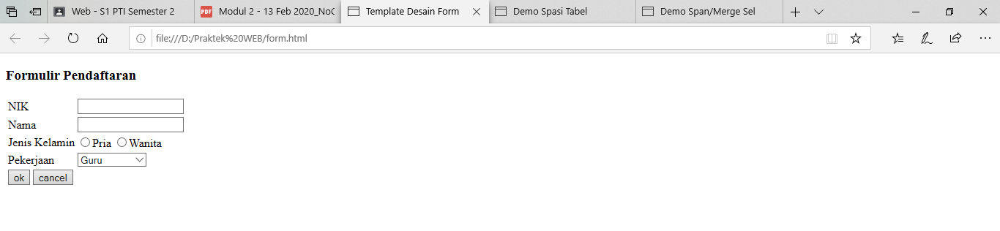 Web - S1 PTI Semester 2
Modul 2 - 13 Feb 2020_NoC
Template Desain Form
Demo Spasi Tabel
Demo Span/Merge Sel
file:///D:/Praktek%20WEB/form.html
Formulir Pendaftaran
NIK
Nama
Jenis Kelamin Pria Wanita
Pekerjaan Guru
ok cancel